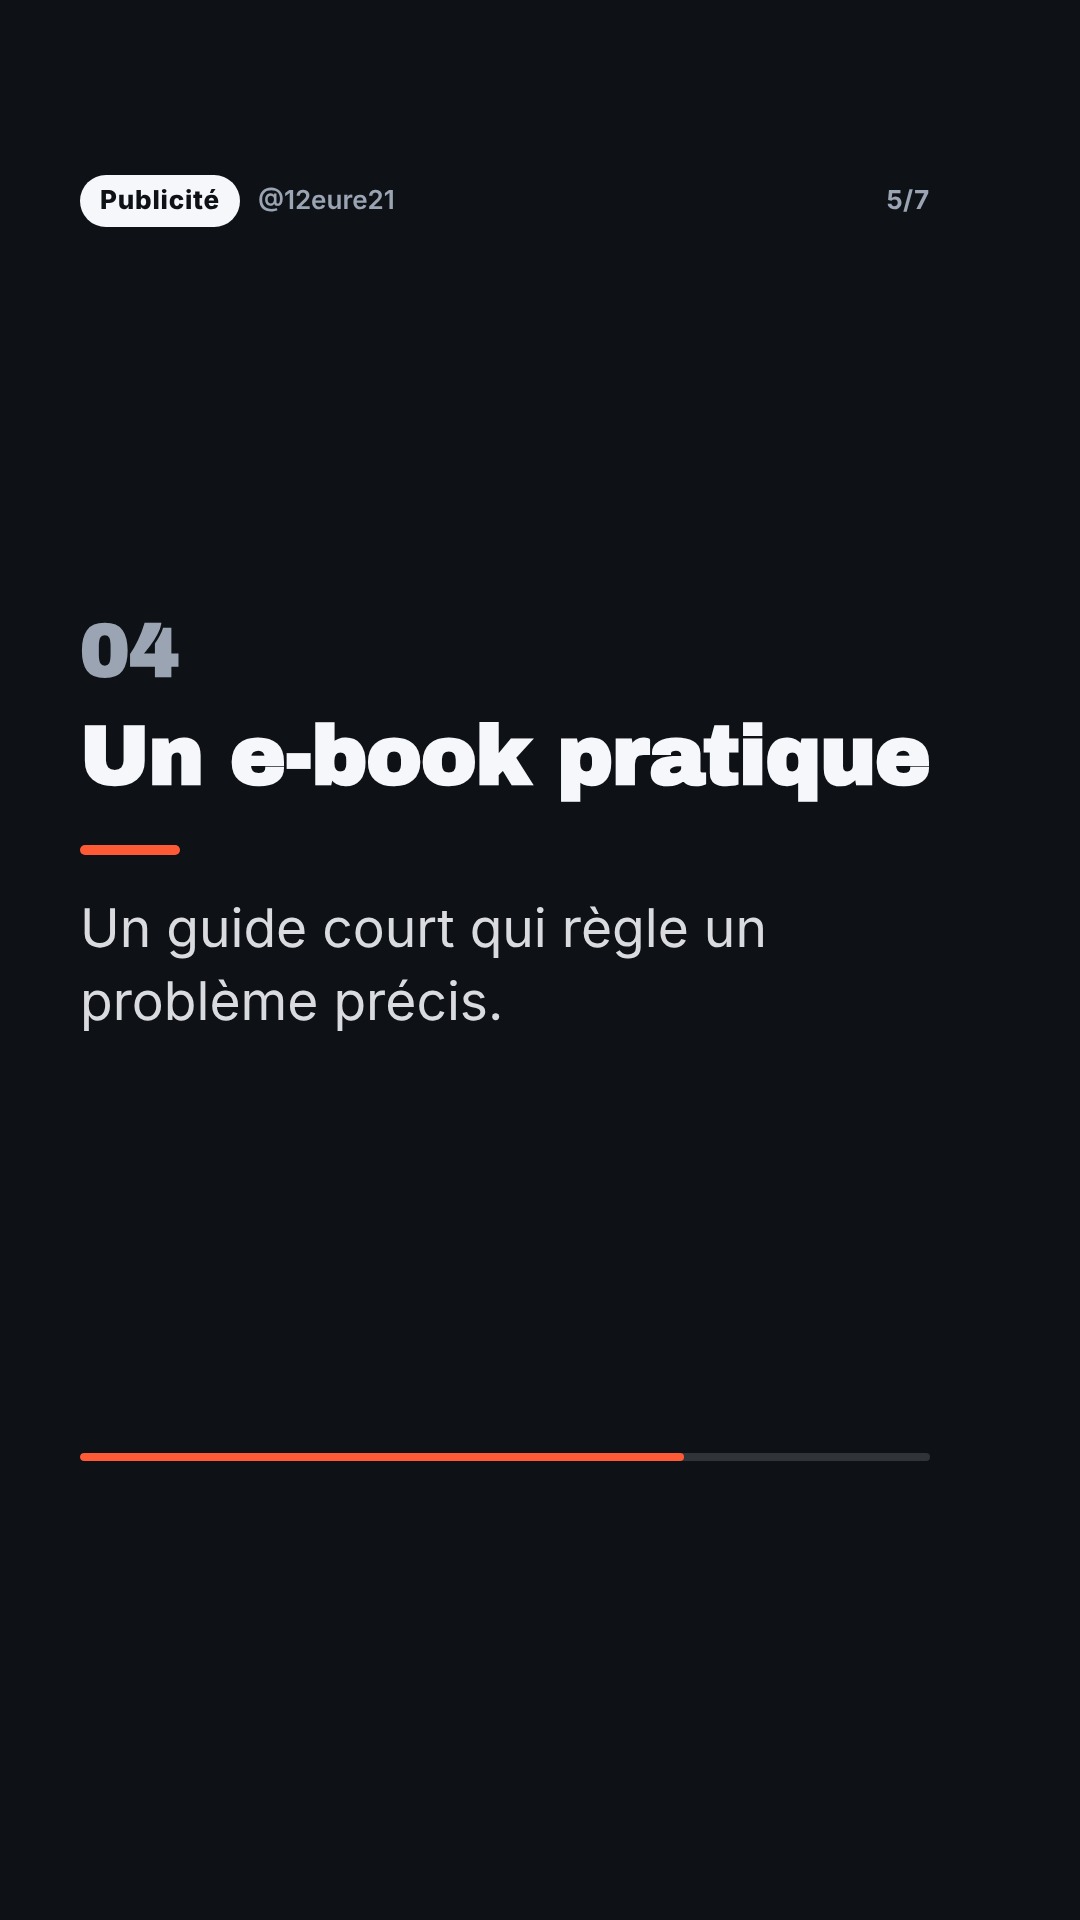 Publicité @12eure21 5/7
04
Un e-book pratique
Un guide court qui règle un
problème précis.